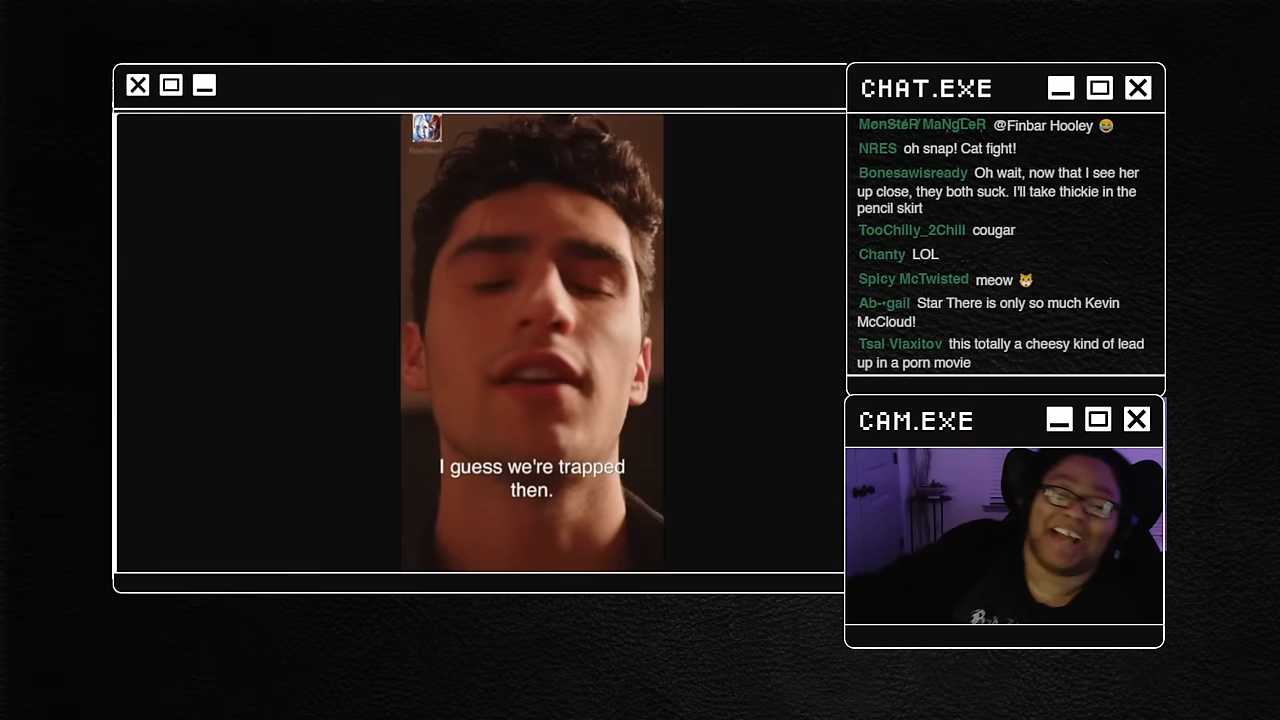 CHAT.EXE
MonSteR MaNgLeR @Finbar Hooley 😂
NRES oh snap! Cat fight!
Bonesawisready Oh wait, now that I see her
up close, they both suck. I'll take thickie in the
pencil skirt
TooChilly_2Chill cougar
Chanty LOL
Spicy McTwisted meow 🐱
Ab-·gail Star There is only so much Kevin
McCloud!
Tsal Vlaxitov this totally a cheesy kind of lead
up in a porn movie
I guess we're trapped
then.
CAM.EXE